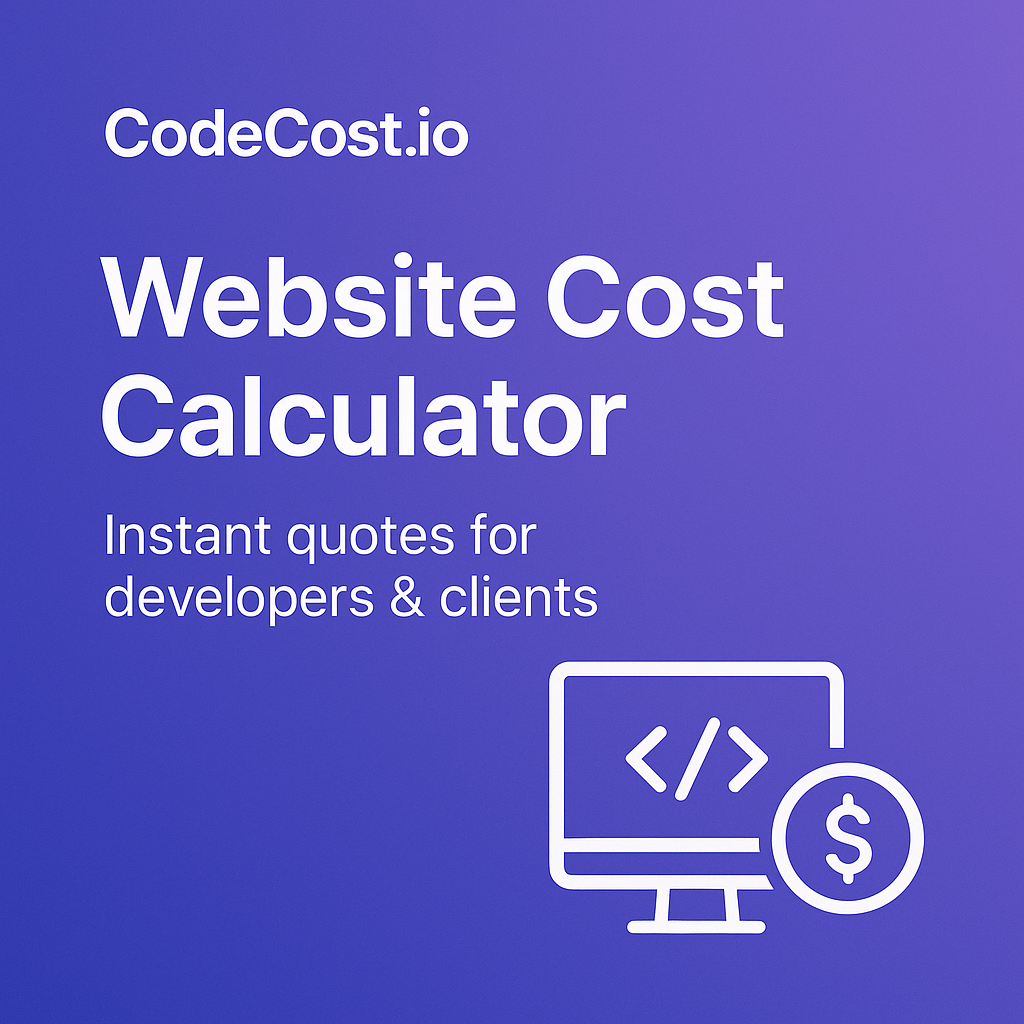 CodeCost.io
Website Cost
Calculator
Instant quotes for
developers & clients
</>
$